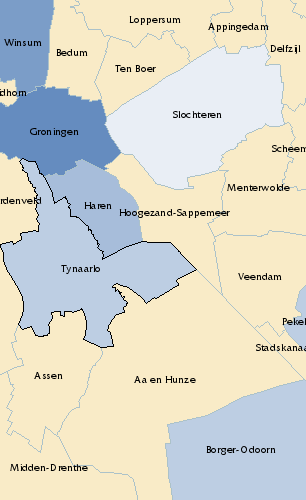 Loppersum
Appingedam
Winsum
Bedum
Delfzijl
Ten Boer
idhorn
Slochteren
Groningen
Scheem
Menterwolde
rdenveld
Haren
Hoogezand-Sappemeer
Tynaarlo
Veendam
Pekel
Stadskanaa
Assen
Aa en Hunze
Borger-Odoorn
Midden-Drenthe